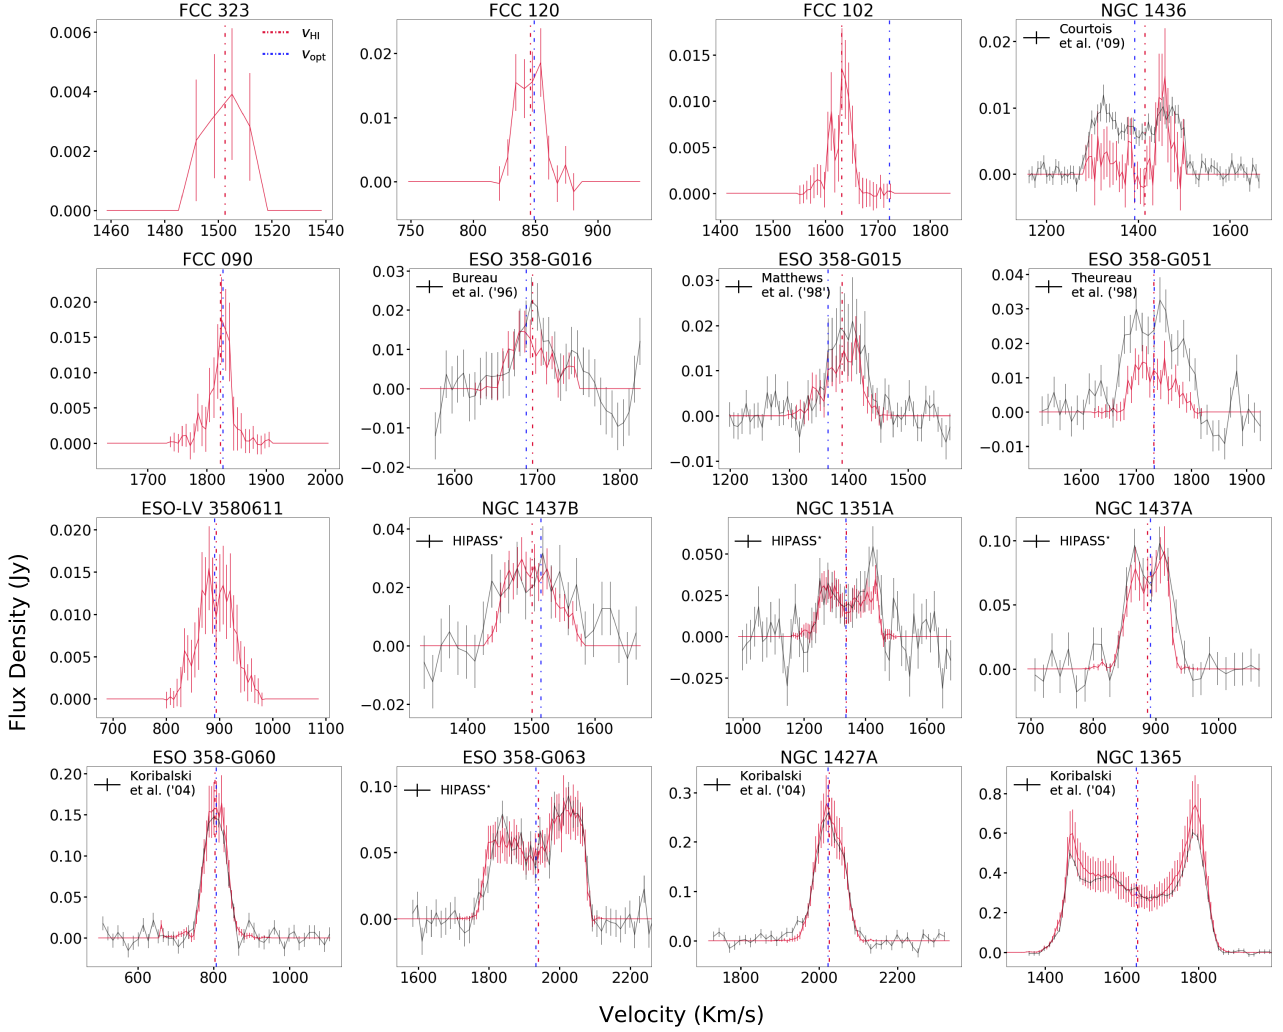 FCC 323
FCC 120
FCC 102
NGC 1436
0.006
0.004
0.002
0.000
1460 1480 1500 1520 1540
v_HI
v_opt
0.02
0.01
0.00
750 800 850 900
0.015
0.010
0.005
0.000
1400 1500 1600 1700 1800
Courtois
et al. ('09)
0.02
0.01
0.00
1200 1400 1600
FCC 090
ESO 358-G016
ESO 358-G015
ESO 358-G051
0.020
0.015
0.010
0.005
0.000
1700 1800 1900 2000
Bureau
et al. ('96)
0.03
0.02
0.01
0.00
−0.01
−0.02
1600 1700 1800
Matthews
et al. ('98')
0.03
0.02
0.01
0.00
−0.01
1200 1300 1400 1500
Theureau
et al. ('98)
0.04
0.03
0.02
0.01
0.00
−0.01
1600 1700 1800 1900
ESO-LV 3580611
NGC 1437B
NGC 1351A
NGC 1437A
0.020
0.015
0.010
0.005
0.000
700 800 900 1000 1100
HIPASS*
0.04
0.02
0.00
−0.02
1400 1500 1600
HIPASS*
0.050
0.025
0.000
−0.025
1000 1200 1400 1600
HIPASS*
0.10
0.05
0.00
700 800 900 1000
ESO 358-G060
ESO 358-G063
NGC 1427A
NGC 1365
Koribalski
et al. ('04)
0.20
0.15
0.10
0.05
0.00
600 800 1000
HIPASS*
0.10
0.05
0.00
1600 1800 2000 2200
Koribalski
et al. ('04)
0.3
0.2
0.1
0.0
1800 2000 2200
Koribalski
et al. ('04)
0.8
0.6
0.4
0.2
0.0
1400 1600 1800
Flux Density (Jy)
Velocity (Km/s)